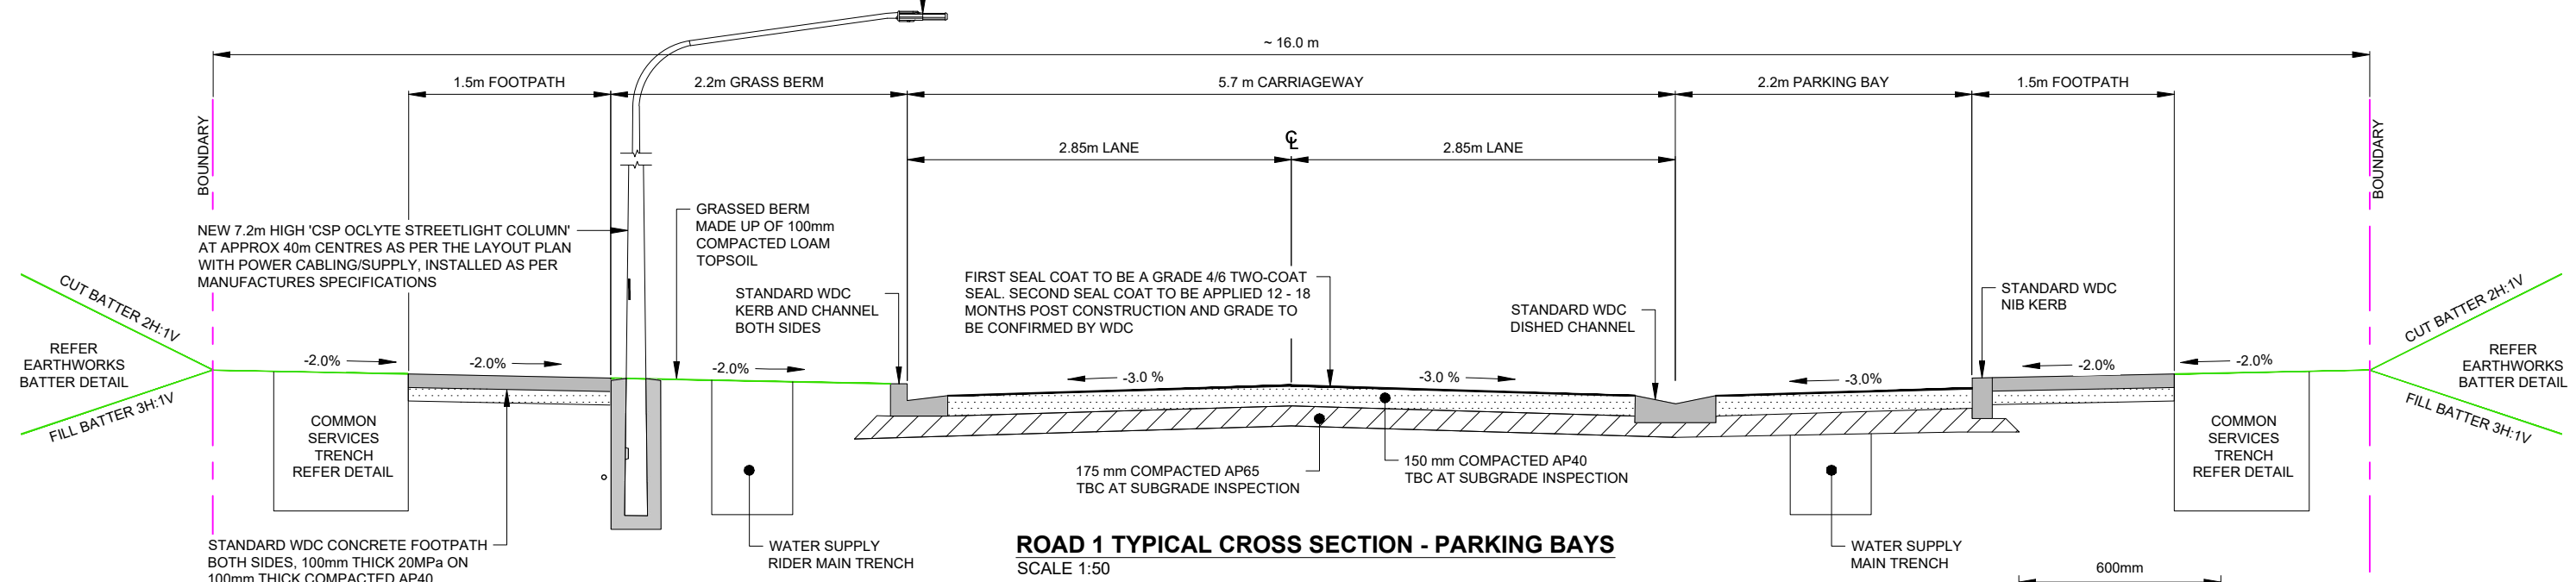 ~ 16.0 m
1.5m FOOTPATH
2.2m GRASS BERM
5.7 m CARRIAGEWAY
2.2m PARKING BAY
1.5m FOOTPATH
BOUNDARY
BOUNDARY
℄
2.85m LANE
2.85m LANE
NEW 7.2m HIGH 'CSP OCLYTE STREETLIGHT COLUMN'
AT APPROX 40m CENTRES AS PER THE LAYOUT PLAN
WITH POWER CABLING/SUPPLY, INSTALLED AS PER
MANUFACTURES SPECIFICATIONS
GRASSED BERM
MADE UP OF 100mm
COMPACTED LOAM
TOPSOIL
STANDARD WDC
KERB AND CHANNEL
BOTH SIDES
FIRST SEAL COAT TO BE A GRADE 4/6 TWO-COAT
SEAL. SECOND SEAL COAT TO BE APPLIED 12 - 18
MONTHS POST CONSTRUCTION AND GRADE TO
BE CONFIRMED BY WDC
STANDARD WDC
DISHED CHANNEL
STANDARD WDC
NIB KERB
CUT BATTER 2H:1V
REFER
EARTHWORKS
BATTER DETAIL
FILL BATTER 3H:1V
CUT BATTER 2H:1V
REFER
EARTHWORKS
BATTER DETAIL
FILL BATTER 3H:1V
-2.0%
-2.0%
-2.0%
-3.0 %
-3.0 %
-3.0%
-2.0%
-2.0%
COMMON
SERVICES
TRENCH
REFER DETAIL
COMMON
SERVICES
TRENCH
REFER DETAIL
175 mm COMPACTED AP65
TBC AT SUBGRADE INSPECTION
150 mm COMPACTED AP40
TBC AT SUBGRADE INSPECTION
STANDARD WDC CONCRETE FOOTPATH
BOTH SIDES, 100mm THICK 20MPa ON
100mm THICK COMPACTED AP40
WATER SUPPLY
RIDER MAIN TRENCH
WATER SUPPLY
MAIN TRENCH
ROAD 1 TYPICAL CROSS SECTION - PARKING BAYS
SCALE 1:50
600mm